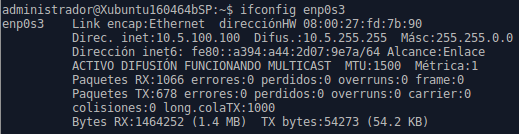 administrador@Xubuntu160464bSP:~$ ifconfig enp0s3
enp0s3    Link encap:Ethernet  direcciónHW 08:00:27:fd:7b:90
          Direc. inet:10.5.100.100  Difus.:10.5.255.255  Másc:255.255.0.0
          Dirección inet6: fe80::a394:a44:2d07:9e7a/64 Alcance:Enlace
          ACTIVO DIFUSIÓN FUNCIONANDO MULTICAST  MTU:1500  Métrica:1
          Paquetes RX:1066 errores:0 perdidos:0 overruns:0 frame:0
          Paquetes TX:678 errores:0 perdidos:0 overruns:0 carrier:0
          colisiones:0 long.colaTX:1000
          Bytes RX:1464252 (1.4 MB)  TX bytes:54273 (54.2 KB)